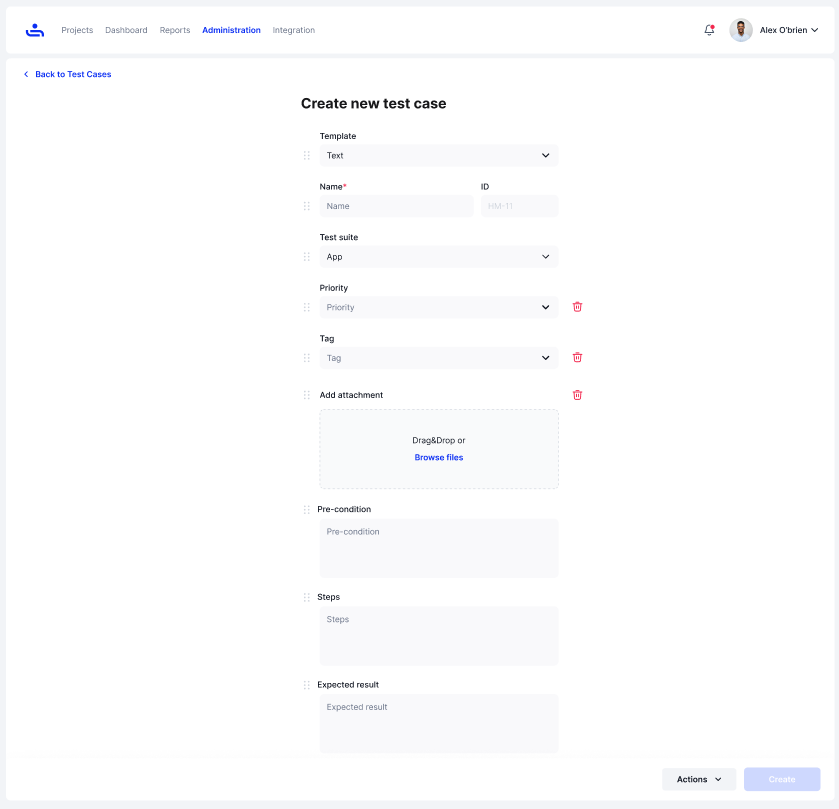 Projects Dashboard Reports Administration Integration Alex O'brien
Back to Test Cases
Create new test case
Template
Text
Name* ID
Name HM-11
Test suite
App
Priority
Priority
Tag
Tag
Add attachment
Drag&Drop or
Browse files
Pre-condition
Pre-condition
Steps
Steps
Expected result
Expected result
Actions Create